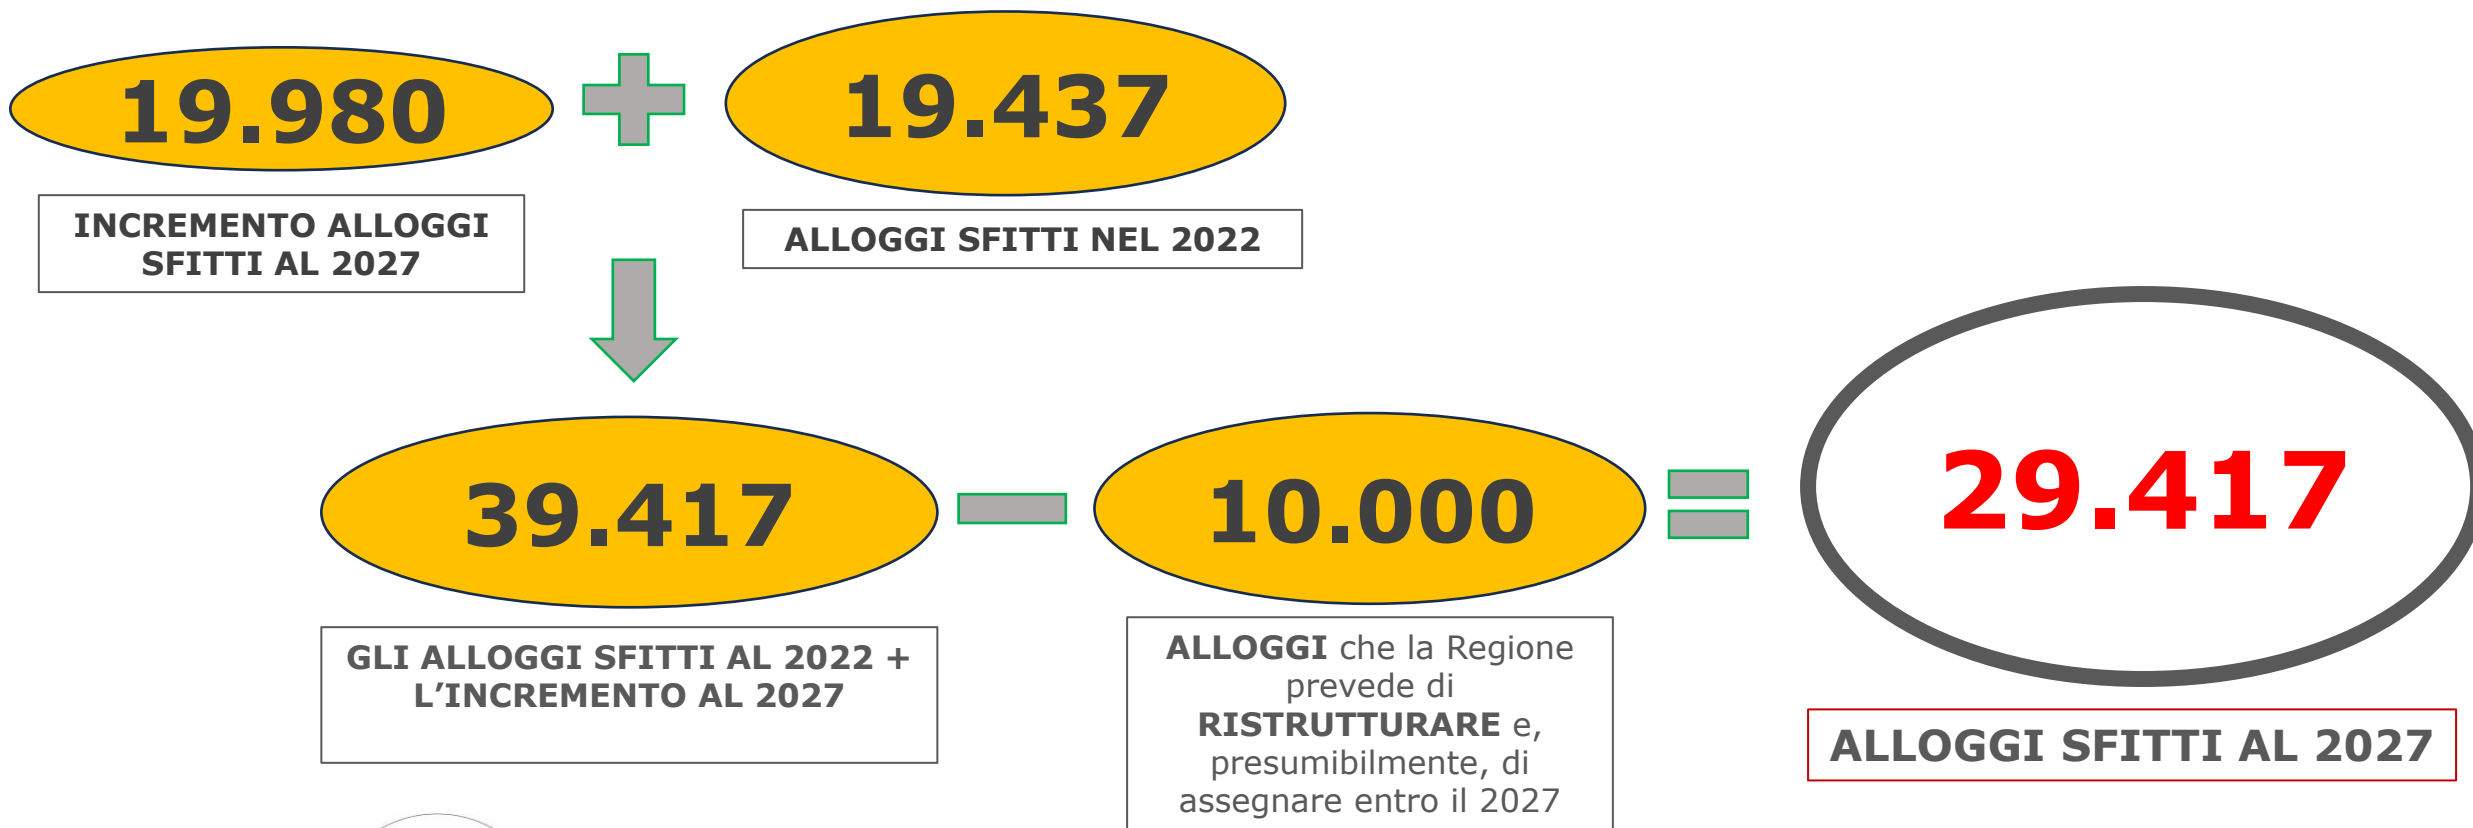 19.980
19.437
INCREMENTO ALLOGGI
SFITTI AL 2027
ALLOGGI SFITTI NEL 2022
39.417
10.000
29.417
GLI ALLOGGI SFITTI AL 2022 +
L’INCREMENTO AL 2027
ALLOGGI che la Regione
prevede di
RISTRUTTURARE e,
presumibilmente, di
assegnare entro il 2027
ALLOGGI SFITTI AL 2027